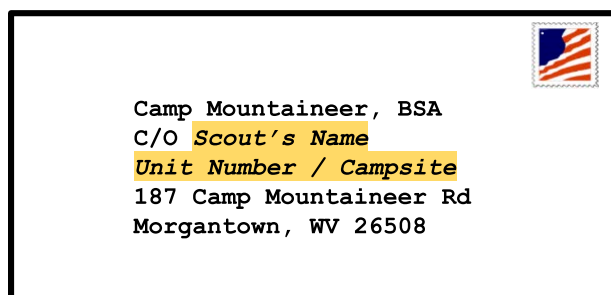 Camp Mountaineer, BSA
C/O Scout's Name
Unit Number / Campsite
187 Camp Mountaineer Rd
Morgantown, WV 26508